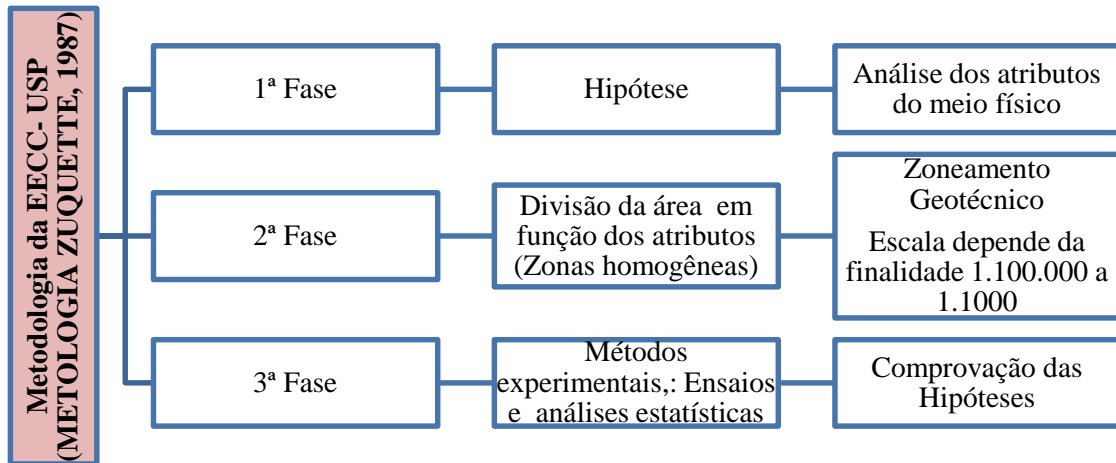 Metodologia da EECC- USP
(METOLOGIA ZUQUETTE, 1987)
1ª Fase
Hipótese
Análise dos atributos
do meio físico
2ª Fase
Divisão da área em
função dos atributos
(Zonas homogêneas)
Zoneamento
Geotécnico
Escala depende da
finalidade 1.100.000 a
1.1000
3ª Fase
Métodos
experimentais,: Ensaios
e análises estatísticas
Comprovação das
Hipóteses